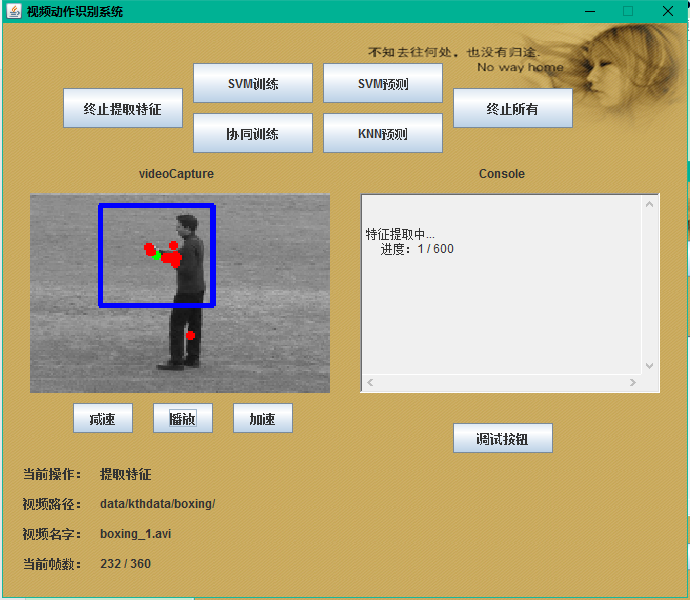 视频动作识别系统
不知去往何处，也没有归途.
No way home
SVM训练
SVM预测
终止提取特征
终止所有
协同训练
KNN预测
videoCapture
Console
特征提取中...
进度：1 / 600
减速
播放
加速
调试按钮
当前操作： 提取特征
视频路径： data/kthdata/boxing/
视频名字： boxing_1.avi
当前帧数： 232 / 360